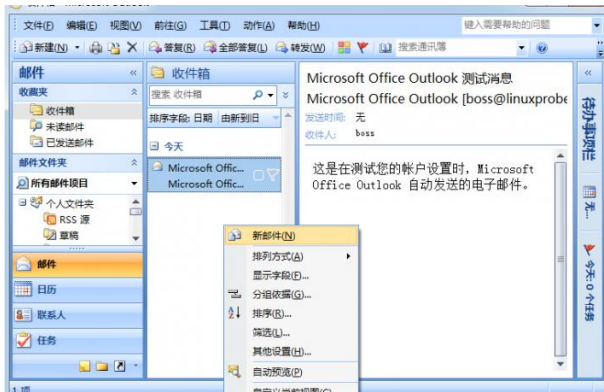 文件(F) 编辑(E) 视图(V) 前往(G) 工具(T) 动作(A) 帮助(H) 键入需要帮助的问题
新建(N) 答复(R) 全部答复(L) 转发(W) 搜索通讯簿
邮件 «
收藏夹
收件箱
未读邮件
已发送邮件
邮件文件夹
所有邮件项目
个人文件夹
RSS 源
草稿
邮件
日历
联系人
任务
收件箱
搜索 收件箱
排序字段: 日期 由新到旧
今天
Microsoft Offic...
Microsoft Offic...
Microsoft Office Outlook 测试消息
Microsoft Office Outlook [boss@linuxprobe
发送时间: 无
收件人: boss
这是在测试您的帐户设置时，Microsoft
Office Outlook 自动发送的电子邮件。
新邮件(N)
排列方式(A)
显示字段(F)...
分组依据(G)...
排序(R)...
筛选(L)...
其他设置(H)...
自动预览(P)
自定义当前视图(C)...
«
待办事项栏
无...
今天: 0 个任务
1 项